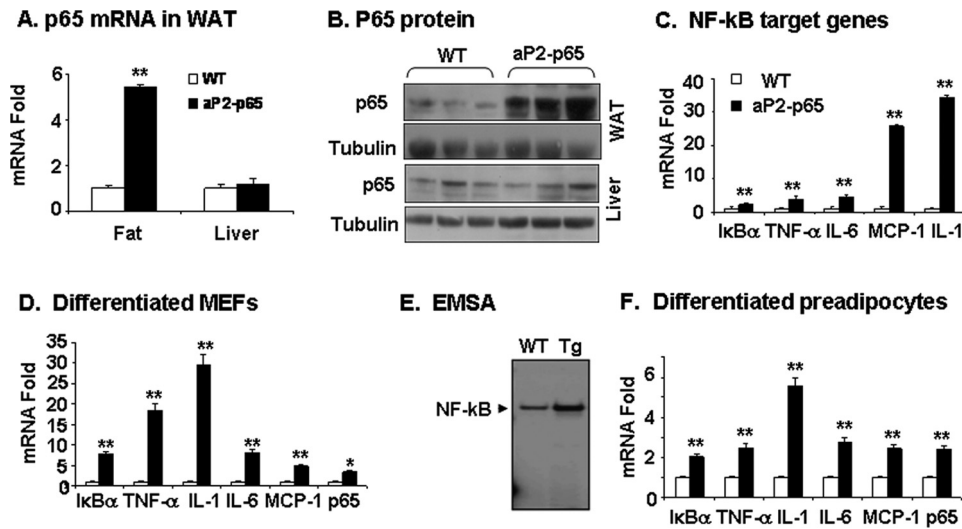 A. p65 mRNA in WAT
mRNA Fold
6
4
2
0
WT
aP2-p65
**
Fat Liver
B. P65 protein
WT aP2-p65
p65
Tubulin
WAT
p65
Tubulin
Liver
C. NF-kB target genes
mRNA Fold
40
30
20
10
0
WT
aP2-p65
** ** ** ** **
IκBα TNF-α IL-6 MCP-1 IL-1
D. Differentiated MEFs
mRNA Fold
35
30
25
20
15
10
5
0
** ** ** ** ** *
IκBα TNF-α IL-1 IL-6 MCP-1 p65
E. EMSA
WT Tg
NF-kB
F. Differentiated preadipocytes
mRNA Fold
6
4
2
0
** ** ** ** ** **
IκBα TNF-α IL-1 IL-6 MCP-1 p65